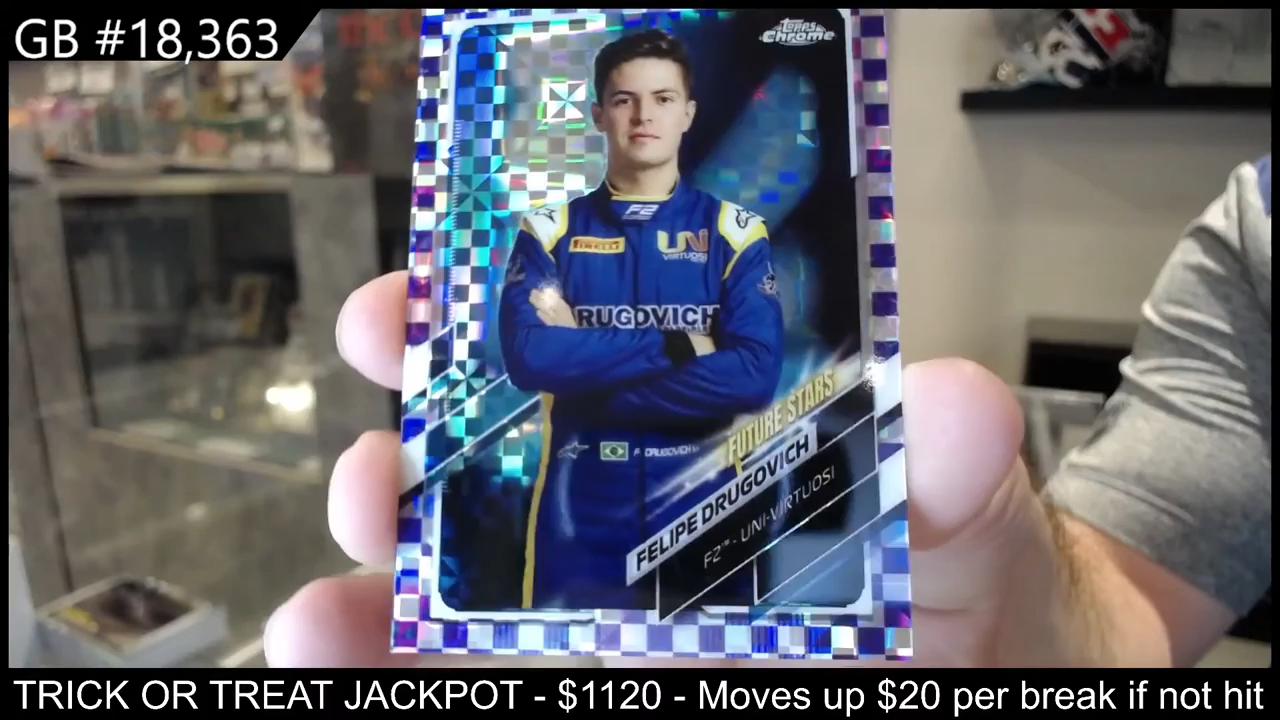 GB #18,363
Topps
Chrome
F2
PIRELLI
UNI
VIRTUOSI
DRUGOVICH
FUTURE STARS
FELIPE DRUGOVICH
F2™ - UNI-VIRTUOSI
TRICK OR TREAT JACKPOT - $1120 - Moves up $20 per break if not hit